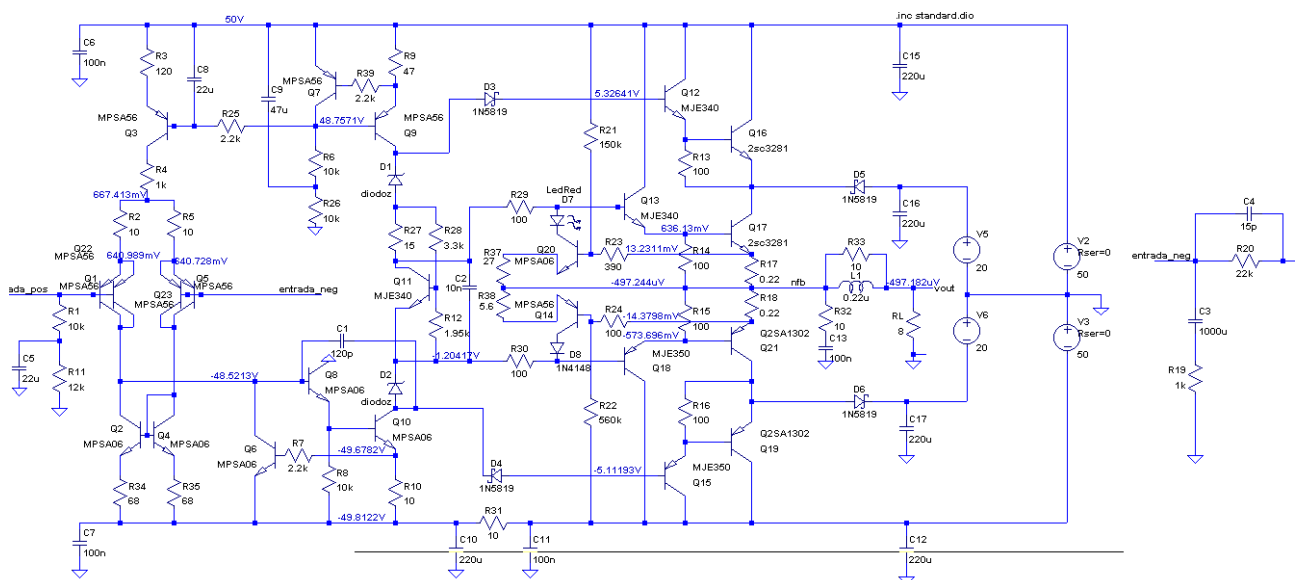 50V
.inc standard.dio
C6
100n
R3
120
C8
22u
C9
47u
MPSA56
Q7
R39
2.2k
R9
47
MPSA56
Q9
D3
1N5819
5.32641V
Q12
MJE340
C15
220u
MPSA56
Q3
R25
2.2k
48.7571V
R21
150k
Q16
2sc3281
R13
100
R4
1k
R6
10k
R26
10k
D1
diodoz
667.413mV
R2
10
R5
10
Q22
MPSA56
640.989mV
Q1
MPSA56
640.728mV
Q5
MPSA56
Q23
MPSA56
R27
15
R28
3.3k
R29
100
LedRed
D7
Q13
MJE340
D5
1N5819
C16
220u
Q17
2sc3281
636.13mV
R37
27
Q20
MPSA06
R23
390
13.2311mV
R14
100
R17
0.22
R33
10
V5
20
V2
Rser=0
50
C4
15p
R20
22k
entrada_neg
ada_pos
entrada_neg
Q11
MJE340
C2
10n
R38
5.6
-497.244uV
nfb
L1
0.22u
-497.182uV
vout
R1
10k
C5
22u
R11
12k
C1
120p
R12
1.95k
MPSA56
Q14
R24
100
-14.3798mV
R15
100
R18
0.22
R32
10
C13
100n
RL
8
V6
20
V3
Rser=0
50
C3
1000u
R19
1k
-1.20417V
-573.696mV
Q2SA1302
Q21
R30
100
D8
1N4148
MJE350
Q18
-48.5213V
Q8
MPSA06
D2
diodoz
Q10
MPSA06
D6
1N5819
C17
220u
Q2
MPSA06
Q4
MPSA06
Q6
MPSA06
R7
2.2k
-49.6782V
R8
10k
R10
10
R22
560k
R16
100
Q2SA1302
Q19
D4
1N5819
-5.11193V
MJE350
Q15
R34
68
R35
68
-49.8122V
R31
10
C7
100n
C10
220u
C11
100n
C12
220u